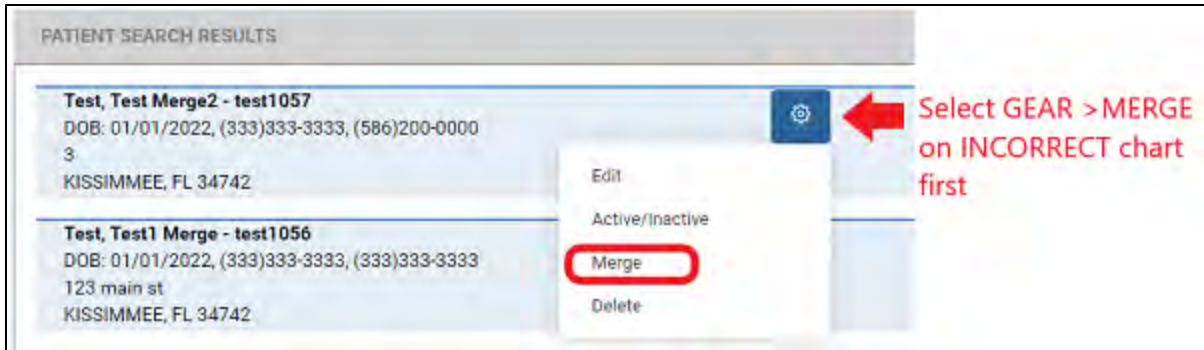 PATIENT SEARCH RESULTS
Test, Test Merge2 - test1057
DOB: 01/01/2022, (333)333-3333, (586)200-0000
3
KISSIMMEE, FL 34742
Select GEAR >MERGE
on INCORRECT chart
first
Edit
Active/Inactive
Merge
Delete
Test, Test1 Merge - test1056
DOB: 01/01/2022, (333)333-3333, (333)333-3333
123 main st
KISSIMMEE, FL 34742